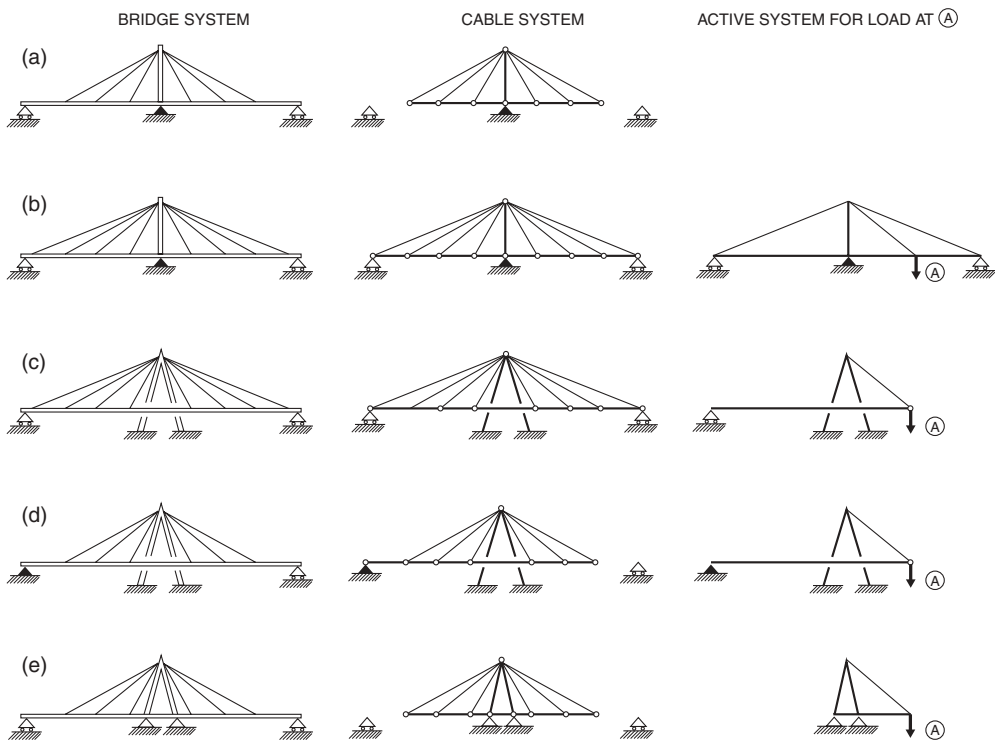 BRIDGE SYSTEM CABLE SYSTEM ACTIVE SYSTEM FOR LOAD AT Ⓐ
(a)
(b)
Ⓐ
(c)
Ⓐ
(d)
Ⓐ
(e)
Ⓐ